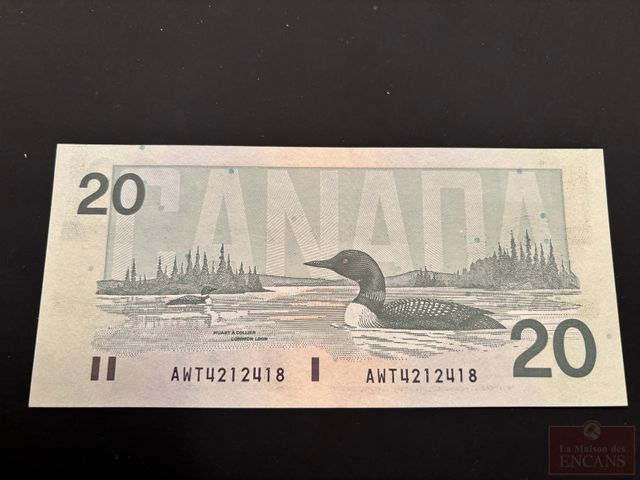 20
CANADA
HUART À COLLIER
COMMON LOON
20
AWT4212418
AWT4212418
La Maison des
ENCANS